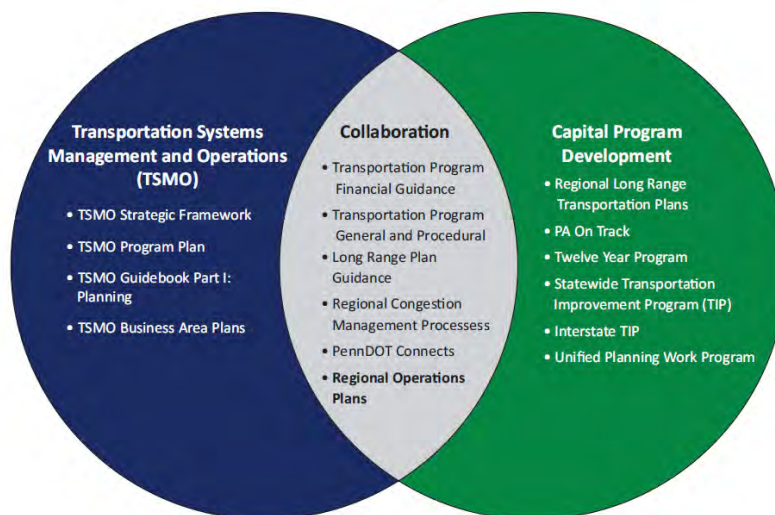 Transportation Systems
Management and Operations
(TSMO)
• TSMO Strategic Framework
• TSMO Program Plan
• TSMO Guidebook Part I:
Planning
• TSMO Business Area Plans
Collaboration
• Transportation Program
Financial Guidance
• Transportation Program
General and Procedural
• Long Range Plan
Guidance
• Regional Congestion
Management Processess
• PennDOT Connects
• Regional Operations
Plans
Capital Program
Development
• Regional Long Range
Transportation Plans
• PA On Track
• Twelve Year Program
• Statewide Transportation
Improvement Program (TIP)
• Interstate TIP
• Unified Planning Work Program